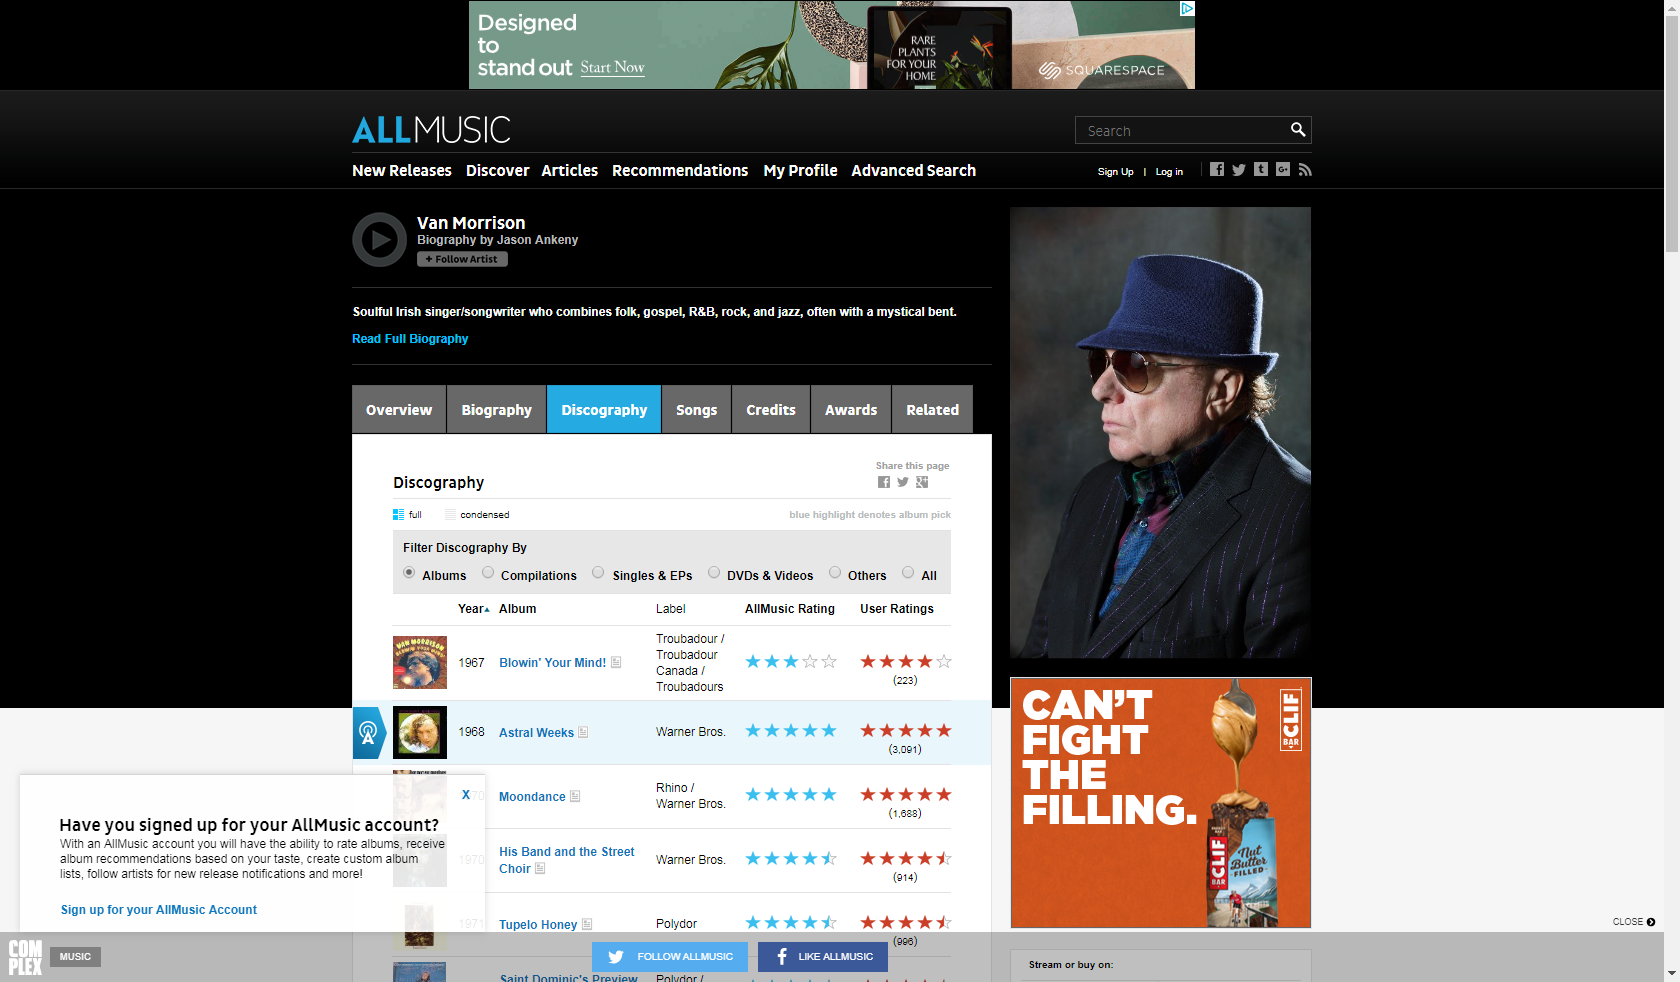 Designed
to
stand out Start Now
RARE
PLANTS
FOR YOUR
HOME
SQUARESPACE
ALLMUSIC
Search
New Releases Discover Articles Recommendations My Profile Advanced Search
Sign Up | Log in
Van Morrison
Biography by Jason Ankeny
+ Follow Artist
Soulful Irish singer/songwriter who combines folk, gospel, R&B, rock, and jazz, often with a mystical bent.
Read Full Biography
Overview Biography Discography Songs Credits Awards Related
Share this page
Discography
full condensed blue highlight denotes album pick
Filter Discography By
Albums Compilations Singles & EPs DVDs & Videos Others All
Year Album Label AllMusic Rating User Ratings
VAN MORRISON
BLOWIN' YOUR MIND!
1967 Blowin' Your Mind!
Troubadour /
Troubadour
Canada /
Troubadours
(223)
1968 Astral Weeks Warner Bros.
(3,091)
1970 Moondance
Rhino /
Warner Bros.
(1,688)
1970 His Band and the Street
Choir
Warner Bros.
(914)
1971 Tupelo Honey Polydor
(996)
Saint Dominic's Preview Polydor /
X
Have you signed up for your AllMusic account?
With an AllMusic account you will have the ability to rate albums, receive
album recommendations based on your taste, create custom album
lists, follow artists for new release notifications and more!
Sign up for your AllMusic Account
CAN'T
FIGHT
THE
FILLING.
CLIF
BAR
CLIF
BAR
Nut
Butter
FILLED
CLOSE
COM
PLEX
MUSIC
FOLLOW ALLMUSIC
LIKE ALLMUSIC
Stream or buy on: